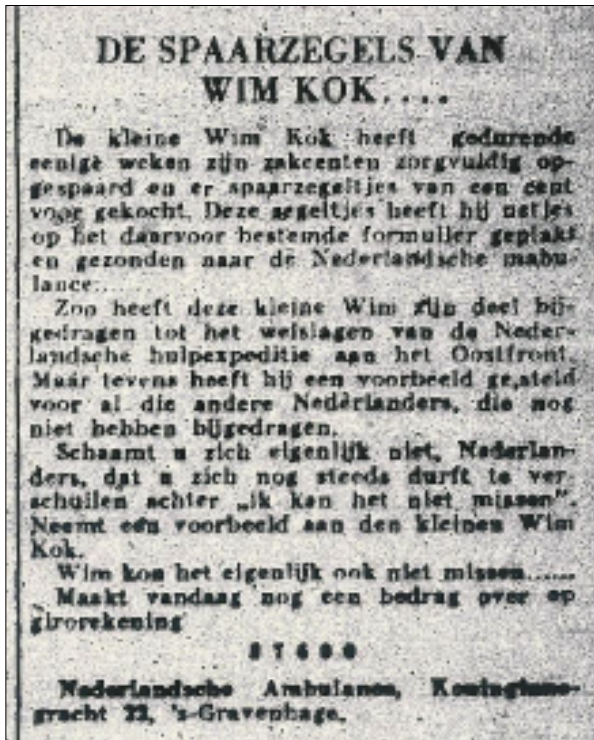 DE SPAARZEGELS VAN
WIM KOK....
De kleine Wim Kok heeft gedurende
eenige weken zijn zakcenten zorgvuldig op-
gespaard en er spaarzegeltjes van een cent
voor gekocht. Deze zegeltjes heeft hij netjes
op het daarvoor bestemde formulier geplakt
en gezonden naar de Nederlandsche mabu-
lance......
Zoo heeft deze kleine Wim zijn deel bij-
gedragen tot het welslagen van de Neder-
landsche hulpexpeditie aan het Oostfront.
Maar tevens heeft hij een voorbeeld gesteld
voor al die andere Nederlanders, die nog
niet hebben bijgedragen.
Schaamt u zich eigenlijk niet, Nederlan-
ders, dat u zich nog steeds durft te ver-
schuilen achter „ik kan het niet missen”.
Neemt een voorbeeld aan den kleinen Wim
Kok.
Wim kon het eigenlijk ook niet missen......
Maakt vandaag nog een bedrag over op
girorekening
87600
Nederlandsche Ambulance, Koninginne-
gracht 22, 's-Gravenhage.